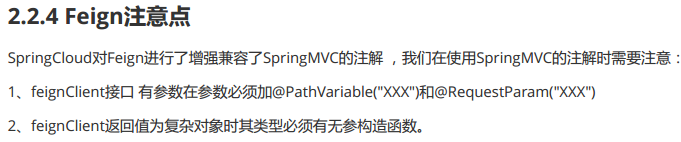 2.2.4 Feign注意点
SpringCloud对Feign进行了增强兼容了SpringMVC的注解 ，我们在使用SpringMVC的注解时需要注意：
1、feignClient接口 有参数在参数必须加@PathVariable("XXX")和@RequestParam("XXX")
2、feignClient返回值为复杂对象时其类型必须有无参构造函数。